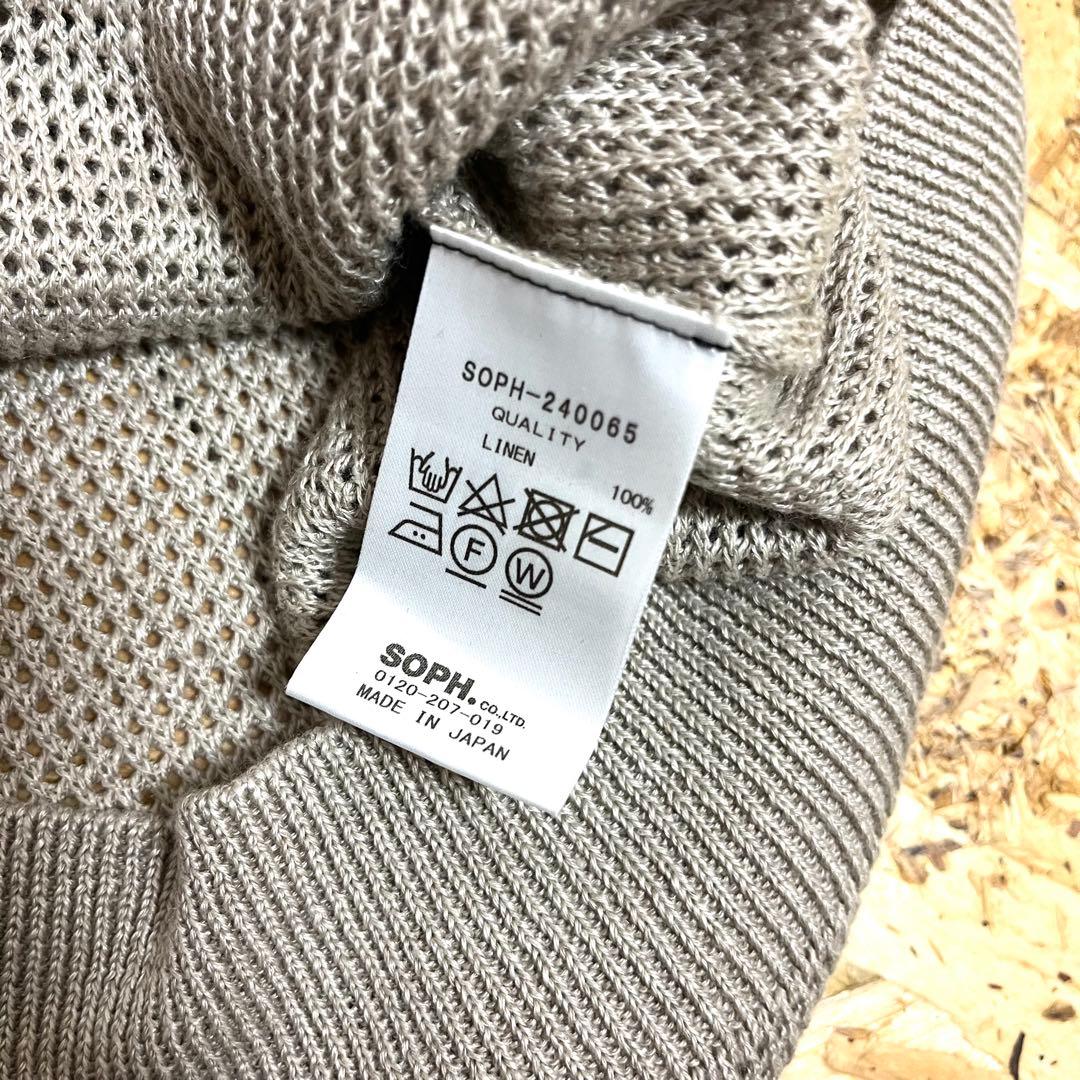 SOPH-240065
QUALITY
LINEN 100%
F W
SOPH.CO.,LTD.
0120-207-019
MADE IN JAPAN